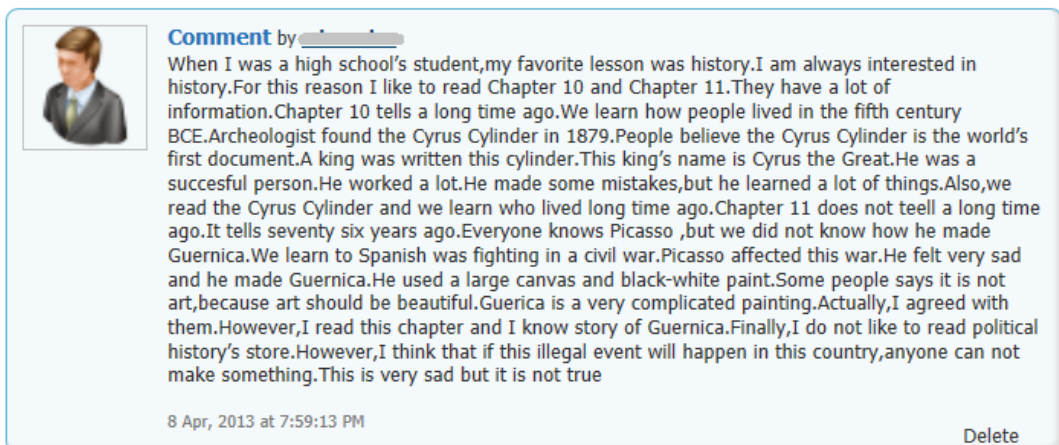 Comment by
When I was a high school's student,my favorite lesson was history.I am always interested in
history.For this reason I like to read Chapter 10 and Chapter 11.They have a lot of
information.Chapter 10 tells a long time ago.We learn how people lived in the fifth century
BCE.Archeologist found the Cyrus Cylinder in 1879.People believe the Cyrus Cylinder is the world's
first document.A king was written this cylinder.This king's name is Cyrus the Great.He was a
succesful person.He worked a lot.He made some mistakes,but he learned a lot of things.Also,we
read the Cyrus Cylinder and we learn who lived long time ago.Chapter 11 does not teell a long time
ago.It tells seventy six years ago.Everyone knows Picasso ,but we did not know how he made
Guernica.We learn to Spanish was fighting in a civil war.Picasso affected this war.He felt very sad
and he made Guernica.He used a large canvas and black-white paint.Some people says it is not
art,because art should be beautiful.Guerica is a very complicated painting.Actually,I agreed with
them.However,I read this chapter and I know story of Guernica.Finally,I do not like to read political
history's store.However,I think that if this illegal event will happen in this country,anyone can not
make something.This is very sad but it is not true
8 Apr, 2013 at 7:59:13 PM
Delete